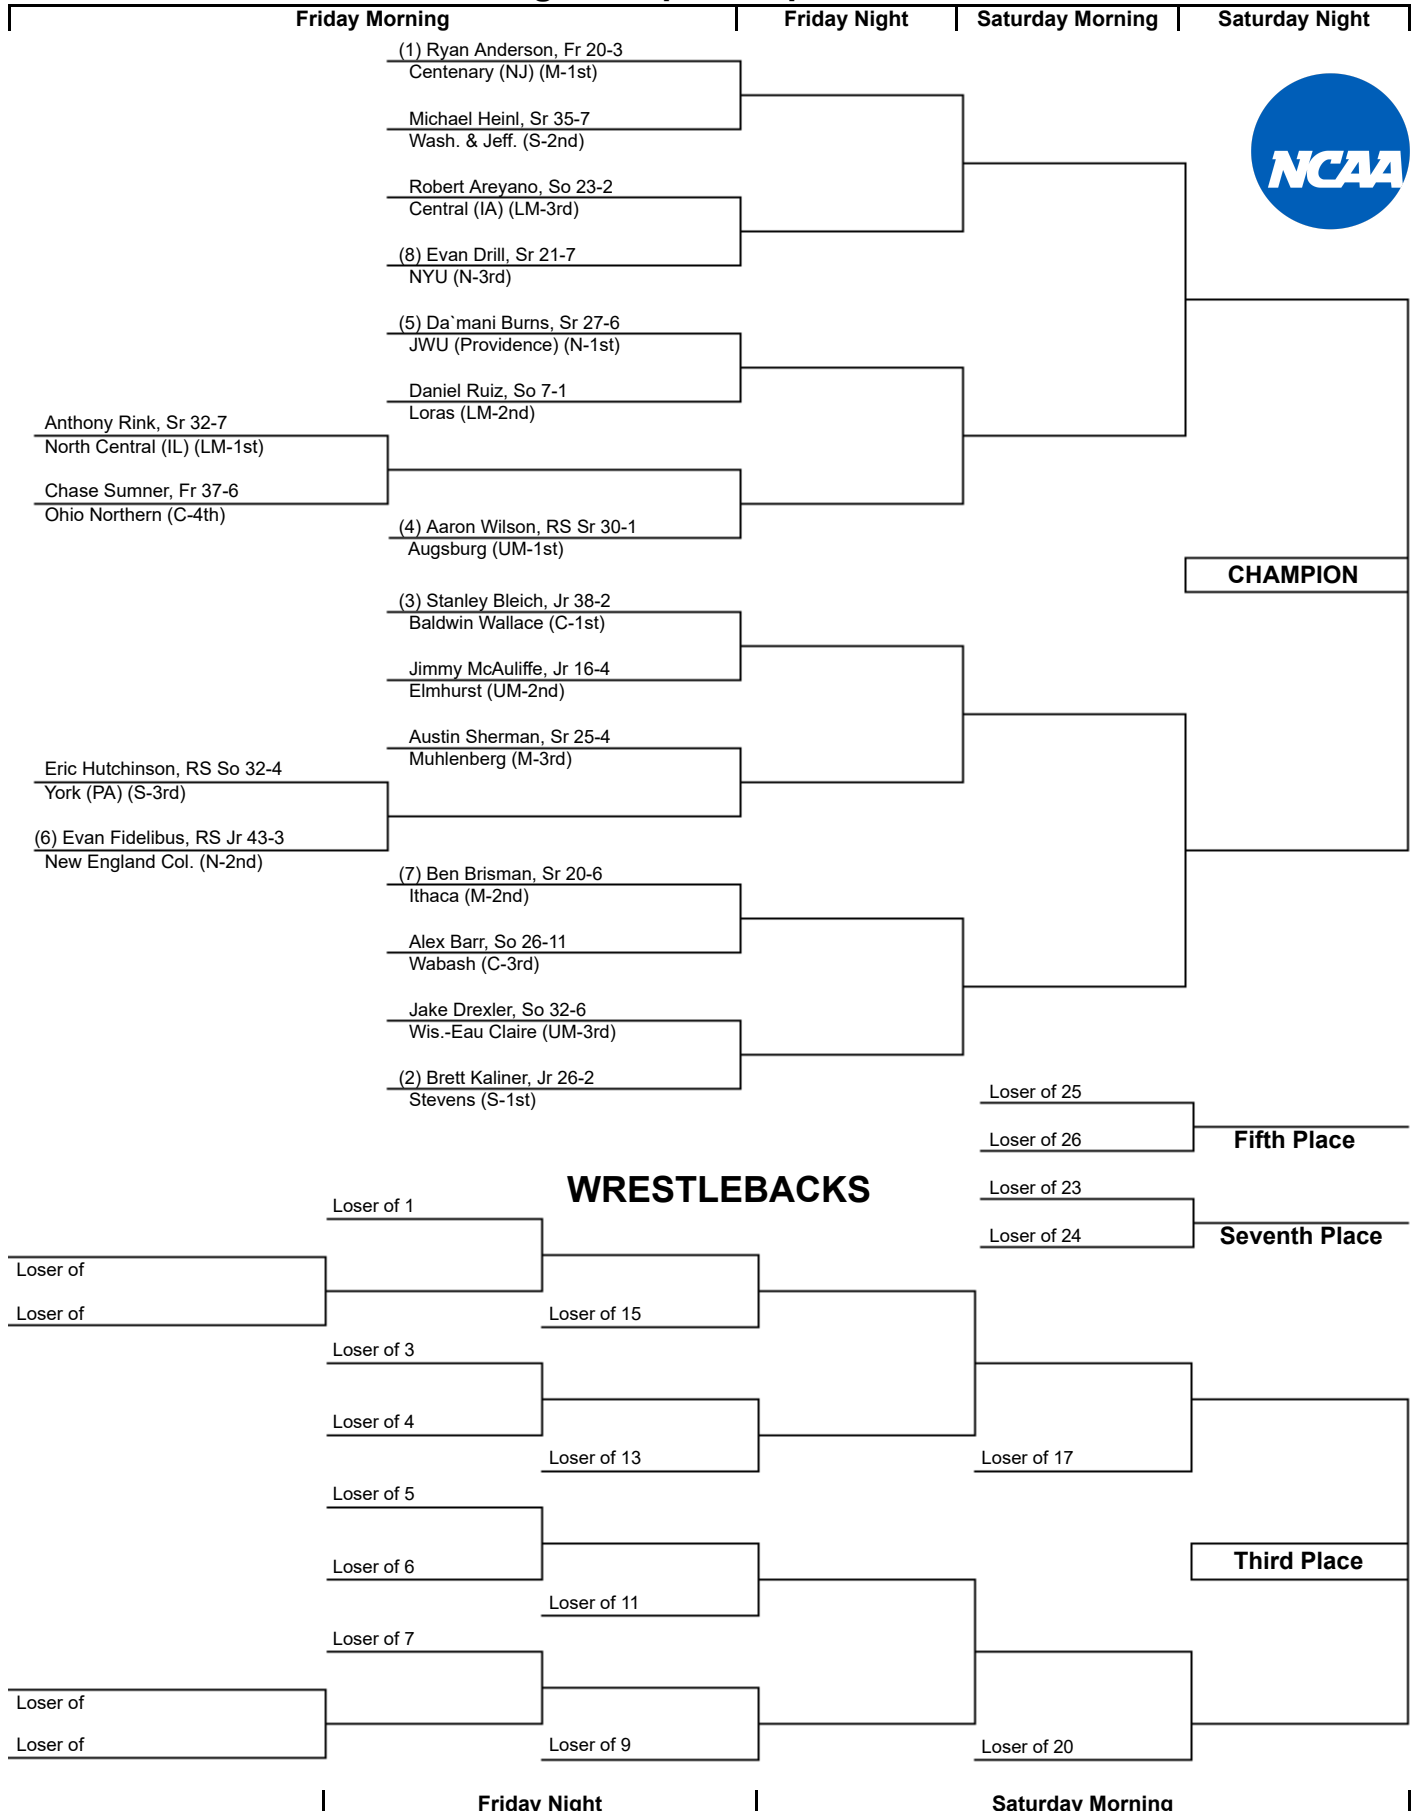 Friday Morning
Friday Night
Saturday Morning
Saturday Night
(1) Ryan Anderson, Fr 20-3
Centenary (NJ) (M-1st)
Michael Heinl, Sr 35-7
Wash. & Jeff. (S-2nd)
NCAA
Robert Areyano, So 23-2
Central (IA) (LM-3rd)
(8) Evan Drill, Sr 21-7
NYU (N-3rd)
(5) Da`mani Burns, Sr 27-6
JWU (Providence) (N-1st)
Daniel Ruiz, So 7-1
Loras (LM-2nd)
Anthony Rink, Sr 32-7
North Central (IL) (LM-1st)
Chase Sumner, Fr 37-6
Ohio Northern (C-4th)
(4) Aaron Wilson, RS Sr 30-1
Augsburg (UM-1st)
CHAMPION
(3) Stanley Bleich, Jr 38-2
Baldwin Wallace (C-1st)
Jimmy McAuliffe, Jr 16-4
Elmhurst (UM-2nd)
Austin Sherman, Sr 25-4
Muhlenberg (M-3rd)
Eric Hutchinson, RS So 32-4
York (PA) (S-3rd)
(6) Evan Fidelibus, RS Jr 43-3
New England Col. (N-2nd)
(7) Ben Brisman, Sr 20-6
Ithaca (M-2nd)
Alex Barr, So 26-11
Wabash (C-3rd)
Jake Drexler, So 32-6
Wis.-Eau Claire (UM-3rd)
(2) Brett Kaliner, Jr 26-2
Stevens (S-1st)
Loser of 25
Loser of 26
Fifth Place
WRESTLEBACKS
Loser of 23
Loser of 24
Seventh Place
Loser of 1
Loser of
Loser of
Loser of 15
Loser of 3
Loser of 4
Loser of 13
Loser of 17
Loser of 5
Loser of 6
Third Place
Loser of 11
Loser of 7
Loser of
Loser of
Loser of 9
Loser of 20
Friday Night
Saturday Morning